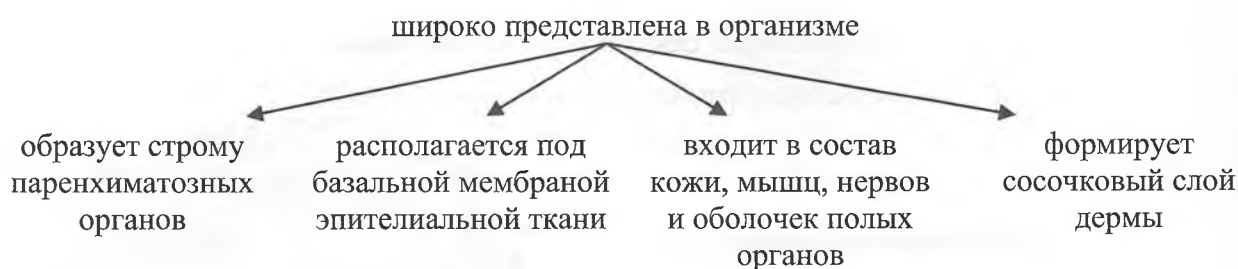 широко представлена в организме
образует строму
паренхиматозных
органов
располагается под
базальной мембраной
эпителиальной ткани
входит в состав
кожи, мышц, нервов
и оболочек полых
органов
формирует
сосочковый слой
дермы